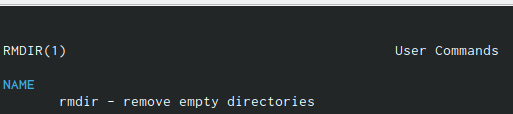 RMDIR(1) User Commands
NAME
rmdir – remove empty directories